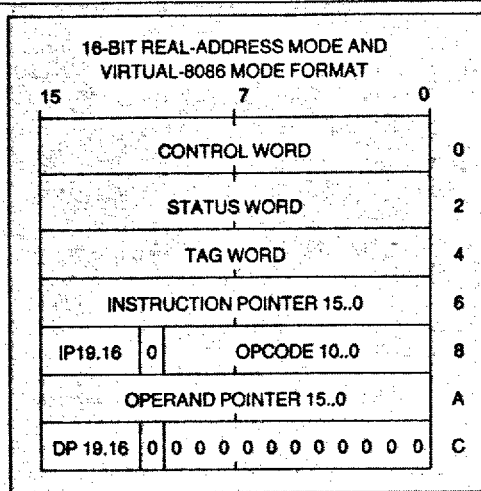 16-BIT REAL-ADDRESS MODE AND
VIRTUAL-8086 MODE FORMAT
15 7 0
CONTROL WORD 0
STATUS WORD 2
TAG WORD 4
INSTRUCTION POINTER 15..0 6
IP19.16 0 OPCODE 10..0 8
OPERAND POINTER 15..0 A
DP 19.16 0 0 0 0 0 0 0 0 0 0 0 0 C